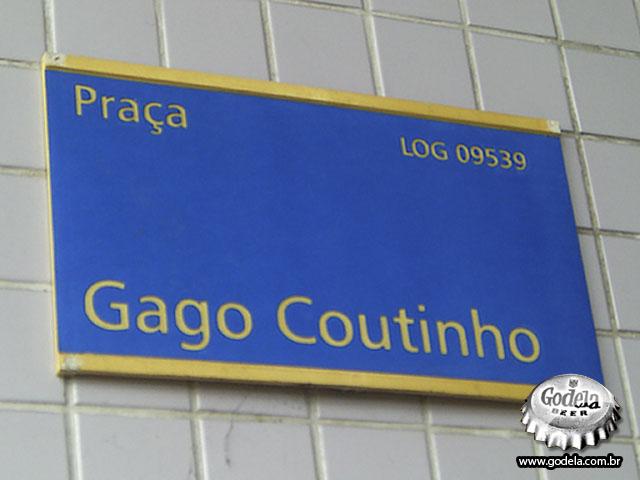 Praça
LOG 09539
Gago Coutinho
Godela
BEER
www.godela.com.br